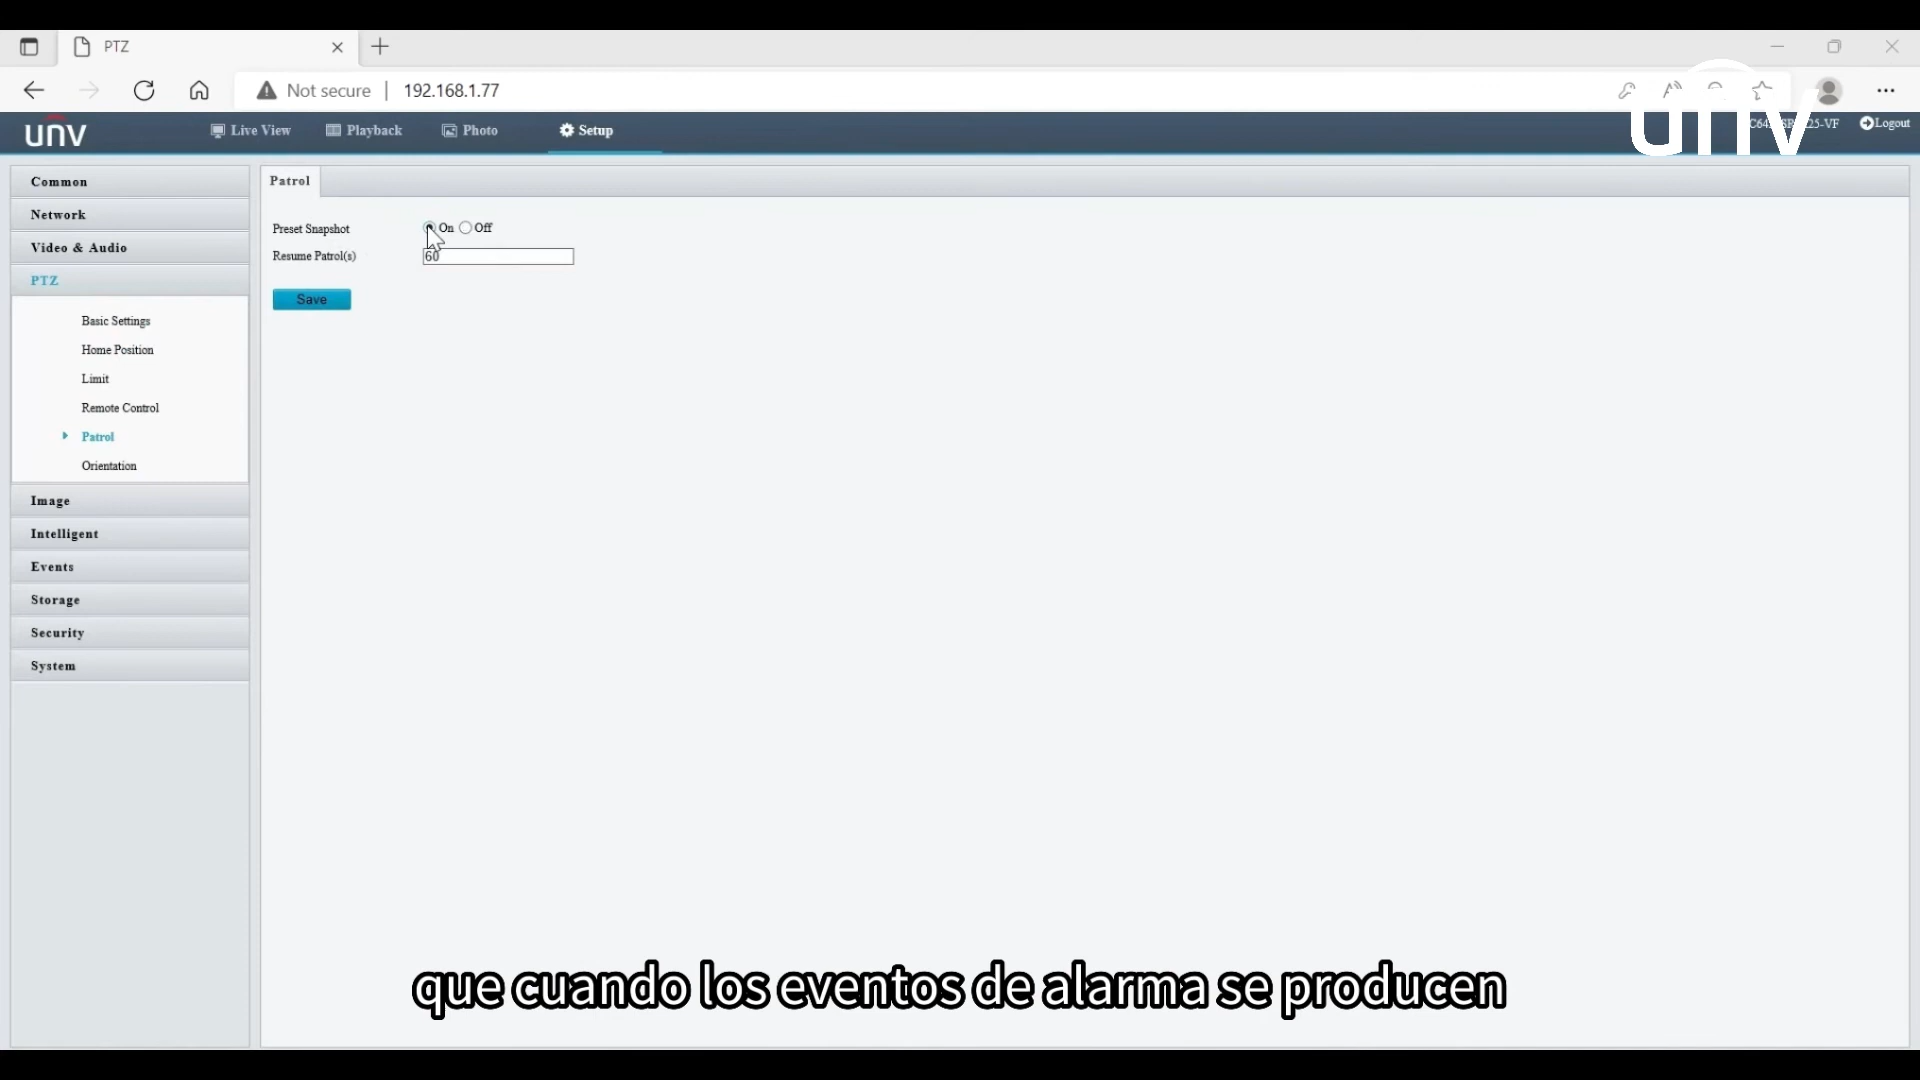 PTZ
Not secure
192.168.1.77
unv
Live View
Playback
Photo
Setup
Logout
unv
Common
Network
Video & Audio
PTZ
Basic Settings
Home Position
Limit
Remote Control
Patrol
Orientation
Image
Intelligent
Events
Storage
Security
System
Patrol
Preset Snapshot
On Off
Resume Patrol(s)
60
Save
que cuando los eventos de alarma se producen